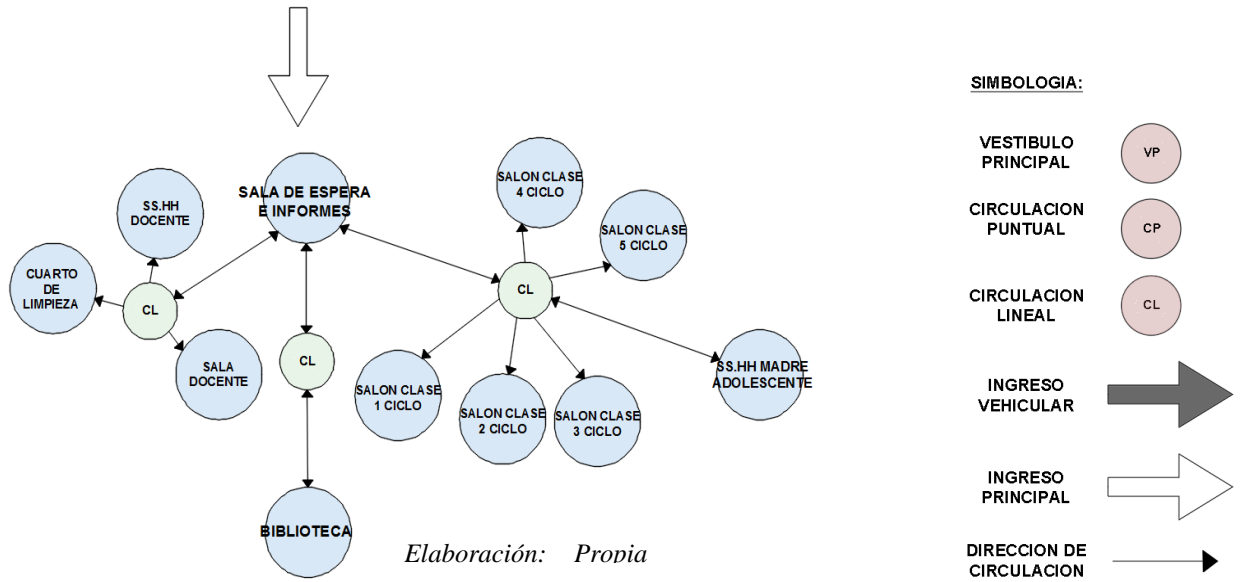 SALA DE ESPERA
E INFORMES
SS.HH
DOCENTE
CUARTO
DE
LIMPIEZA
CL
SALA
DOCENTE
CL
BIBLIOTECA
SALON CLASE
4 CICLO
SALON CLASE
5 CICLO
CL
SALON CLASE
1 CICLO
SALON CLASE
2 CICLO
SALON CLASE
3 CICLO
SS.HH MADRE
ADOLESCENTE
Elaboración: Propia
SIMBOLOGIA:
VESTIBULO
PRINCIPAL
VP
CIRCULACION
PUNTUAL
CP
CIRCULACION
LINEAL
CL
INGRESO
VEHICULAR
INGRESO
PRINCIPAL
DIRECCION DE
CIRCULACION